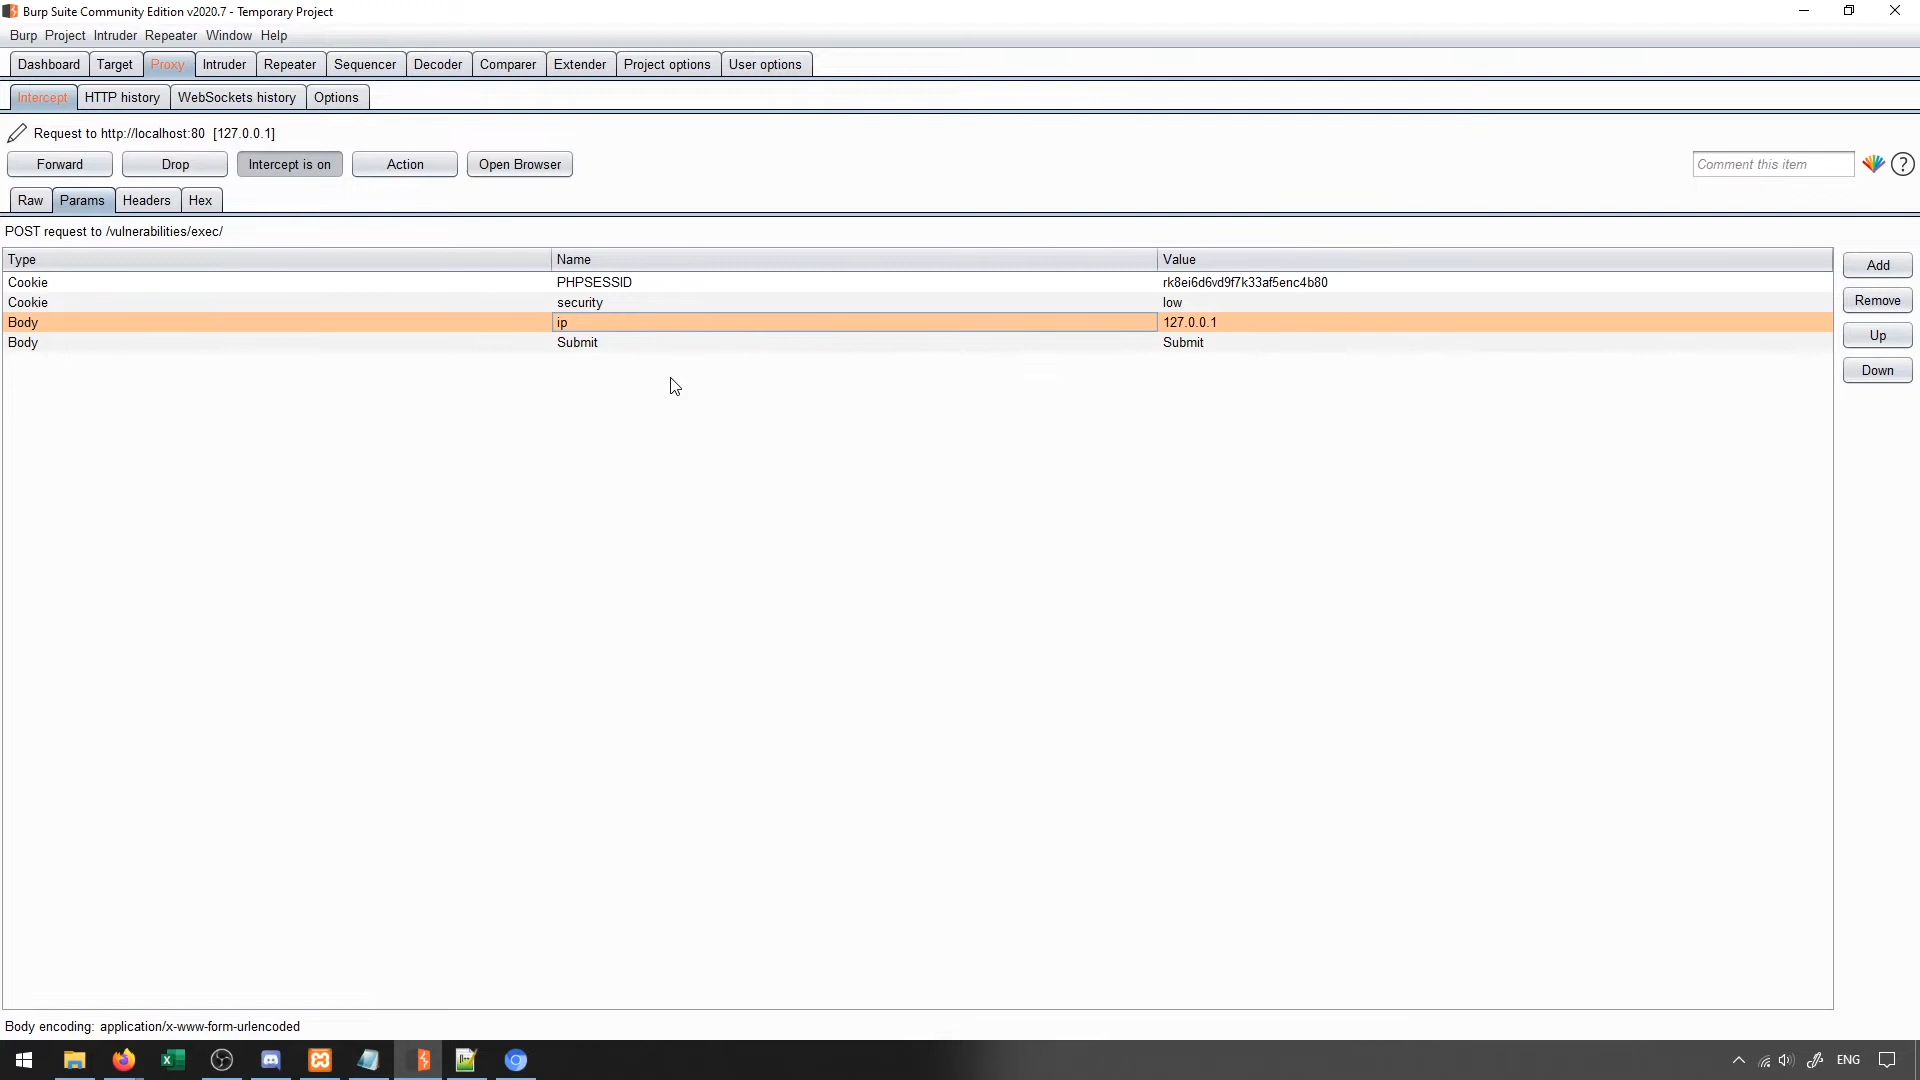 Burp Suite Community Edition v2020.7 - Temporary Project
Burp Project Intruder Repeater Window Help
Dashboard Target Proxy Intruder Repeater Sequencer Decoder Comparer Extender Project options User options
Intercept HTTP history WebSockets history Options
Request to http://localhost:80 [127.0.0.1]
Forward Drop Intercept is on Action Open Browser Comment this item ?
Raw Params Headers Hex
POST request to /vulnerabilities/exec/
Type Name Value
Add
Cookie PHPSESSID rk8ei6d6vd9f7k33af5enc4b80
Cookie security low
Remove
Body ip 127.0.0.1
Up
Body Submit Submit
Down
Body encoding: application/x-www-form-urlencoded
ENG